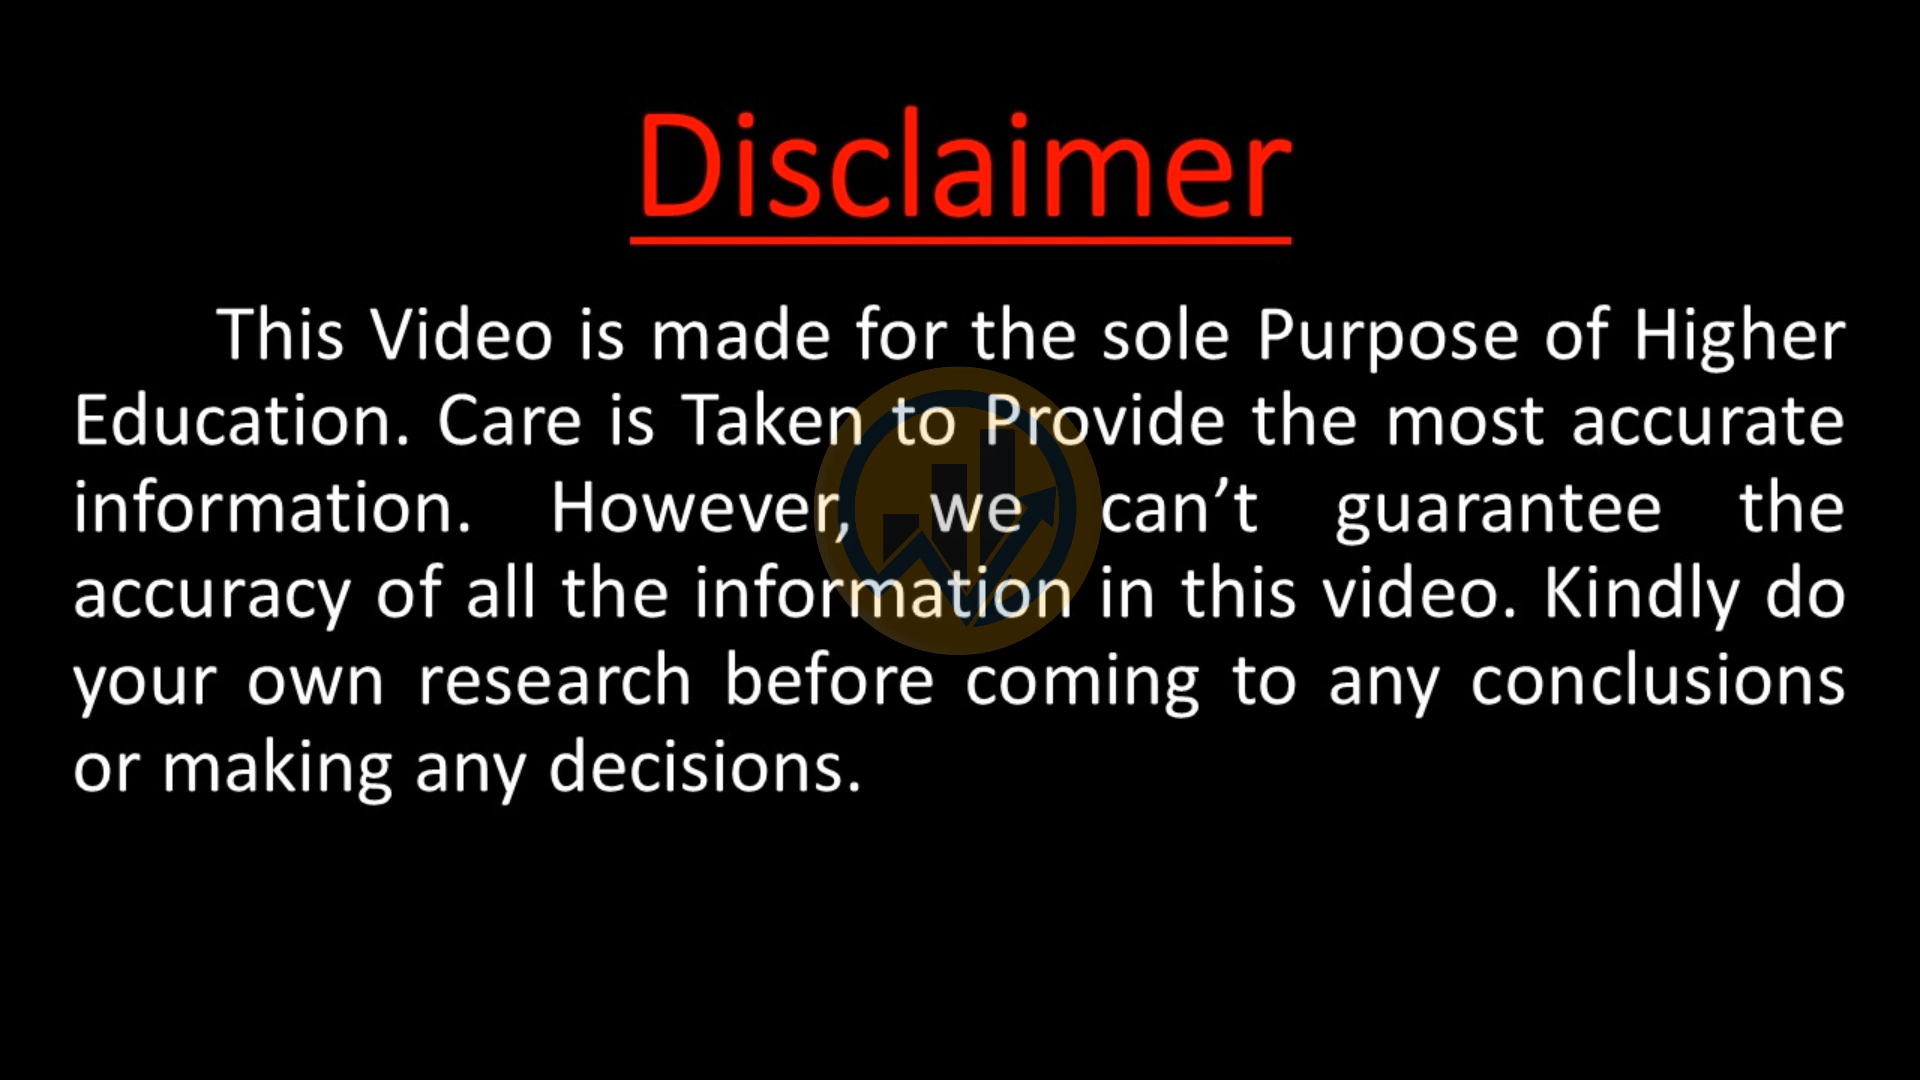 Disclaimer
This Video is made for the sole Purpose of Higher
Education. Care is Taken to Provide the most accurate
information. However, we can’t guarantee the
accuracy of all the information in this video. Kindly do
your own research before coming to any conclusions
or making any decisions.